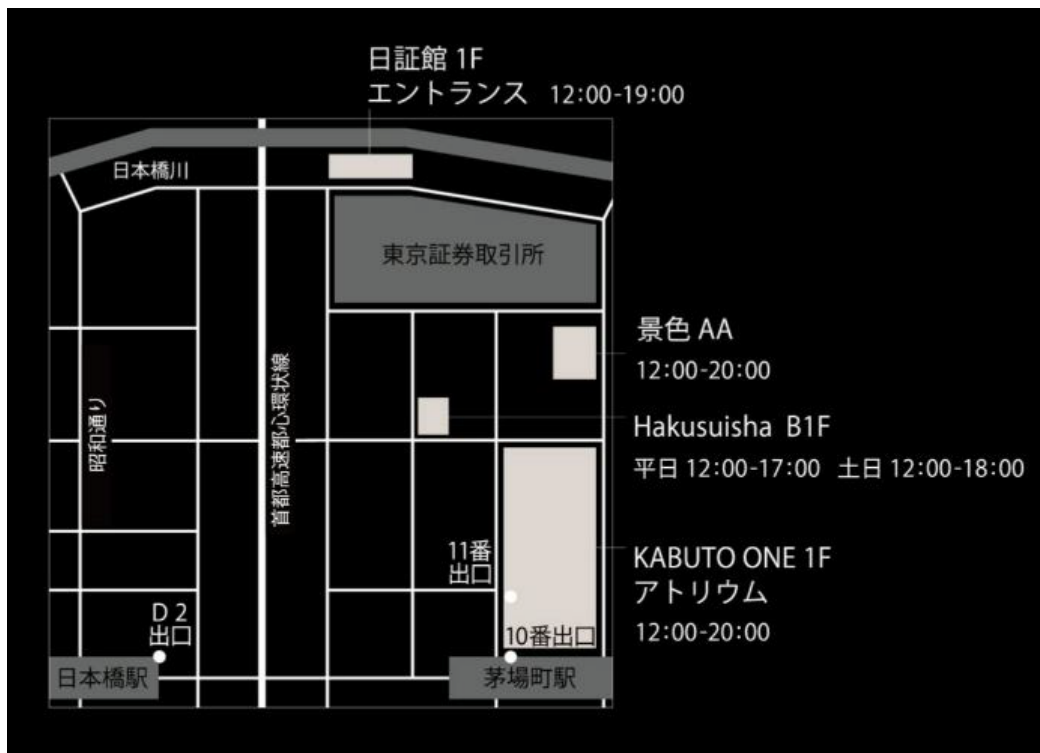 日証館 1F
エントランス 12:00-19:00
日本橋川
東京証券取引所
景色 AA
12:00-20:00
首都高速都心環状線
昭和通り
Hakusuisha B1F
平日 12:00-17:00 土日 12:00-18:00
11番
出口
KABUTO ONE 1F
アトリウム
12:00-20:00
D 2
出口
10番出口
日本橋駅
茅場町駅